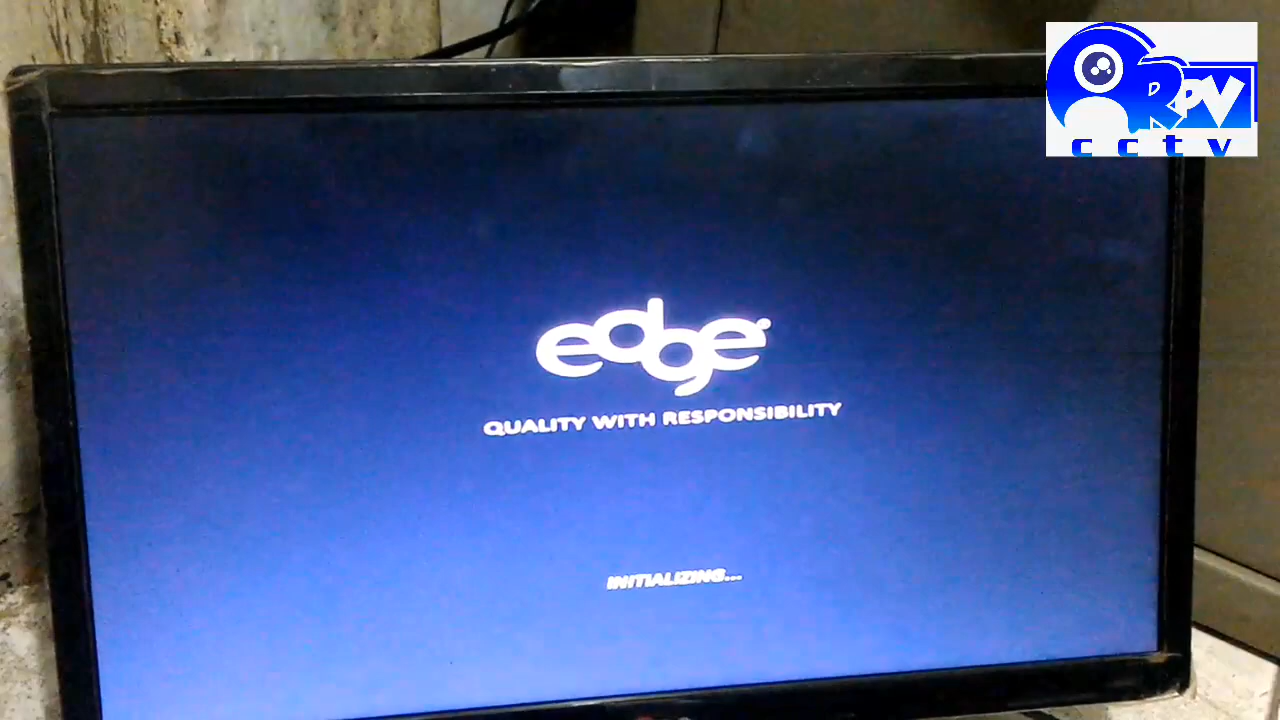 RPV
cctv
edge
QUALITY WITH RESPONSIBILITY
INITIALIZING...